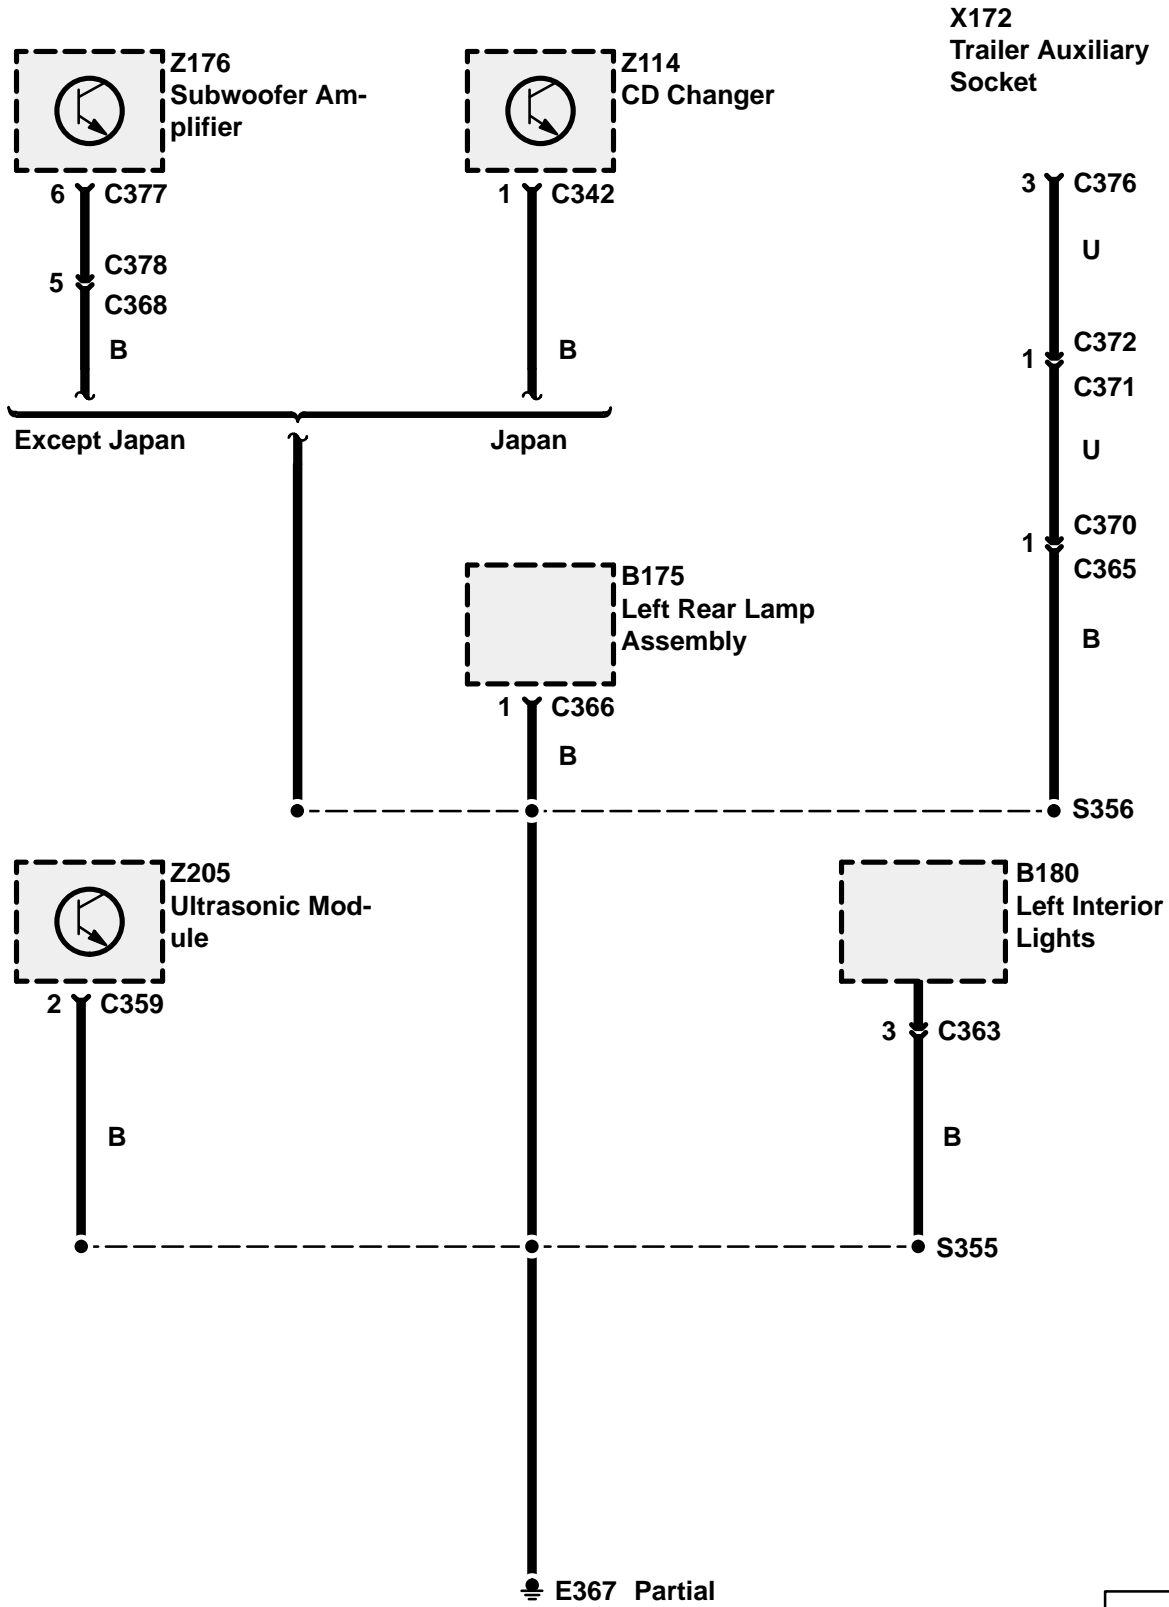 X172
Trailer Auxiliary
Socket
Z176
Subwoofer Am-
plifier
Z114
CD Changer
6 C377
1 C342
3 C376
U
5 C378
C368
B
B
1 C372
C371
Except Japan
Japan
U
1 C370
C365
B175
Left Rear Lamp
Assembly
B
1 C366
B
S356
Z205
Ultrasonic Mod-
ule
B180
Left Interior
Lights
2 C359
3 C363
B
B
S355
E367 Partial